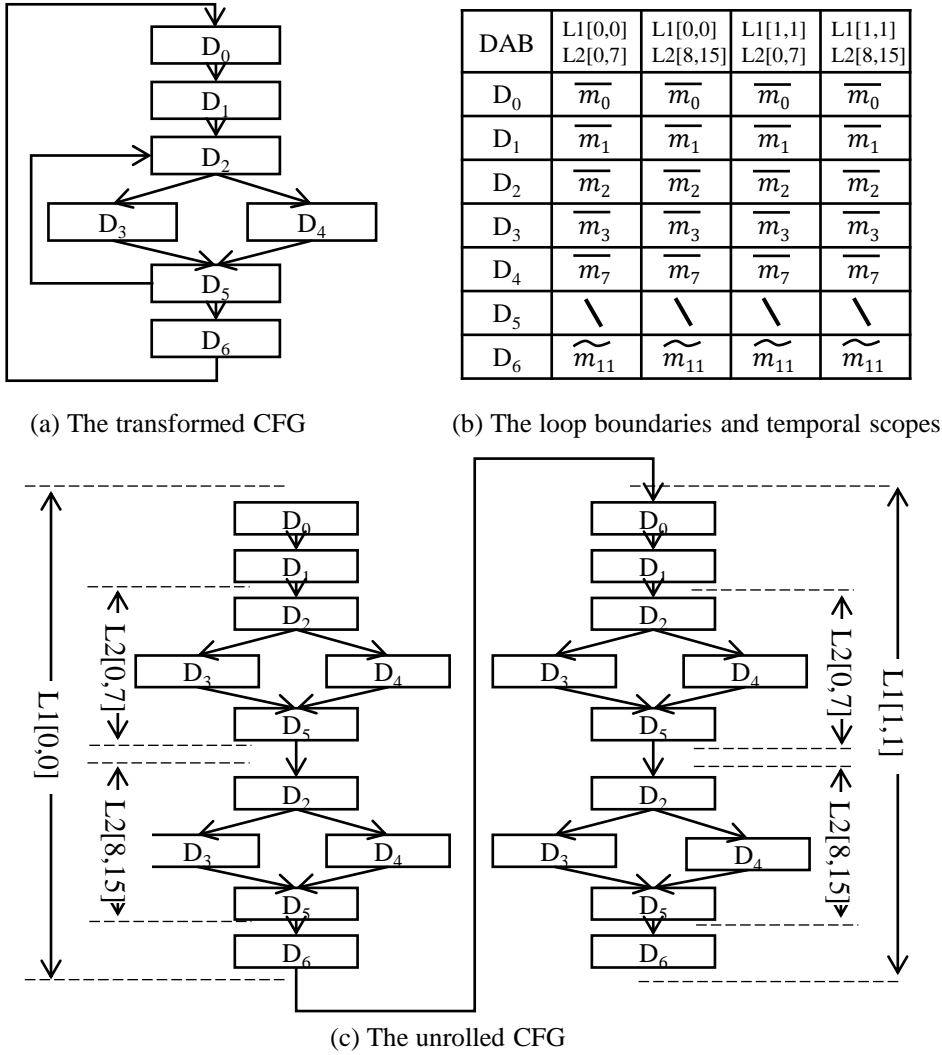 D₀
D₁
D₂
D₃ D₄
D₅
D₆
(a) The transformed CFG
DAB L1[0,0] L1[0,0] L1[1,1] L1[1,1]
L2[0,7] L2[8,15] L2[0,7] L2[8,15]
D₀ m̅₀ m̅₀ m̅₀ m̅₀
D₁ m̅₁ m̅₁ m̅₁ m̅₁
D₂ m̅₂ m̅₂ m̅₂ m̅₂
D₃ m̅₃ m̅₃ m̅₃ m̅₃
D₄ m̅₇ m̅₇ m̅₇ m̅₇
D₅ \ \ \ \
D₆ m̃₁₁ m̃₁₁ m̃₁₁ m̃₁₁
(b) The loop boundaries and temporal scopes
L1[0,0]
L2[0,7]
L2[8,15]
D₀
D₁
D₂
D₃ D₄
D₅
D₂
D₃ D₄
D₅
D₆
D₀
D₁
D₂
D₃ D₄
D₅
D₂
D₃ D₄
D₅
D₆
L2[0,7]
L2[8,15]
L1[1,1]
(c) The unrolled CFG